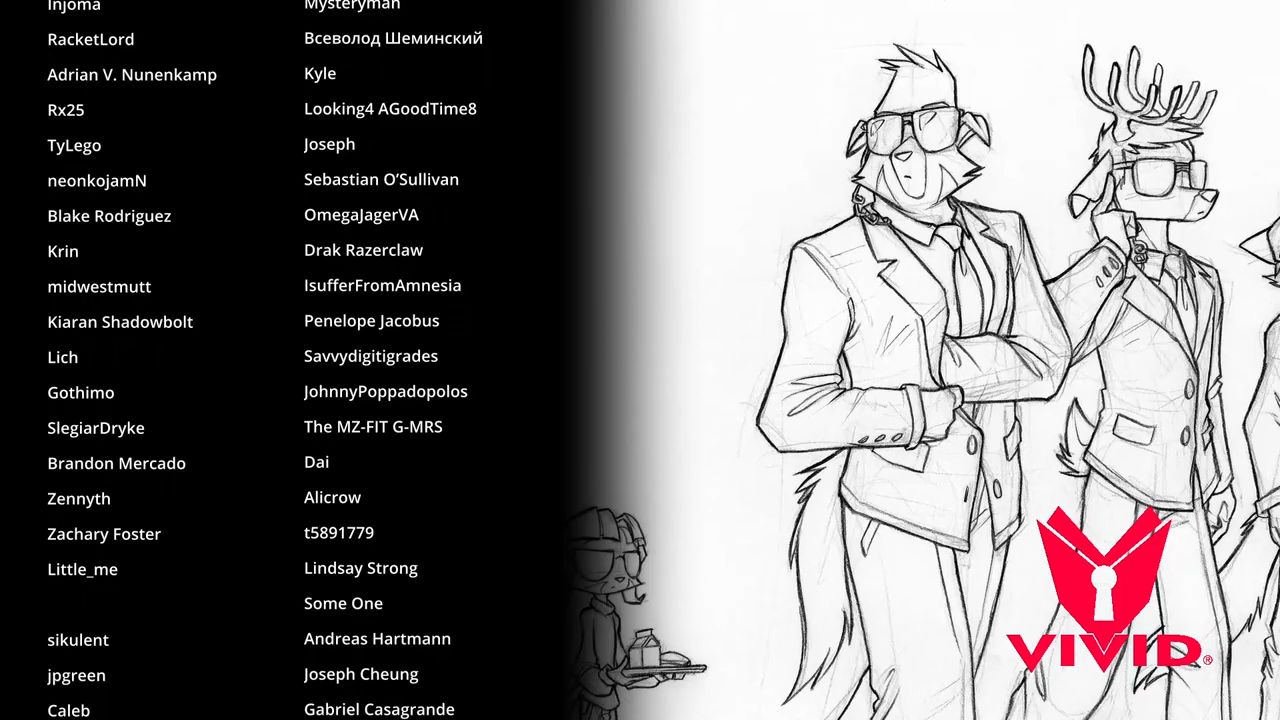 Injoma
RacketLord
Adrian V. Nunenkamp
Rx25
TyLego
neonkojamN
Blake Rodriguez
Krin
midwestmutt
Kiaran Shadowbolt
Lich
Gothimo
SlegiarDryke
Brandon Mercado
Zennyth
Zachary Foster
Little_me
sikulent
jpgreen
Caleb
Mysteryman
Всеволод Шеминский
Kyle
Looking4 AGoodTime8
Joseph
Sebastian O’Sullivan
OmegaJagerVA
Drak Razerclaw
IsufferFromAmnesia
Penelope Jacobus
Savvydigitigrades
JohnnyPoppadopolos
The MZ-FIT G-MRS
Dai
Alicrow
t5891779
Lindsay Strong
Some One
Andreas Hartmann
Joseph Cheung
Gabriel Casagrande
VIVID®